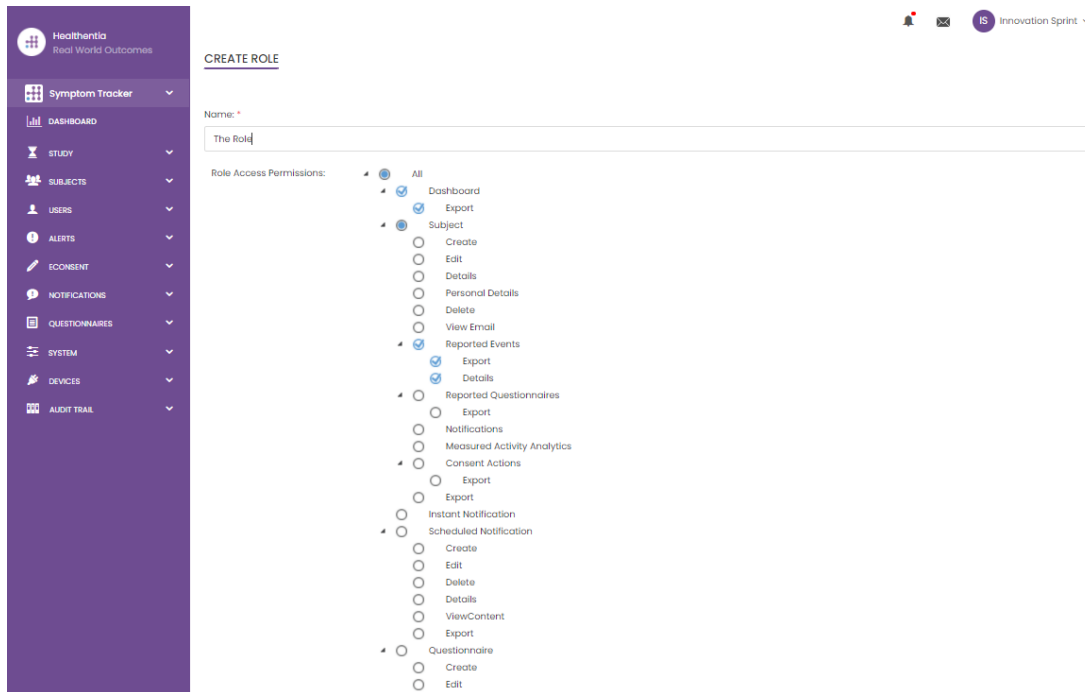 Healthentia
Real World Outcomes
IS Innovation Sprint
CREATE ROLE
Symptom Tracker
DASHBOARD
STUDY
SUBJECTS
USERS
ALERTS
ECONSENT
NOTIFICATIONS
QUESTIONNAIRES
SYSTEM
DEVICES
AUDIT TRAIL
Name: *
The Role
Role Access Permissions:
All
Dashboard
Export
Subject
Create
Edit
Details
Personal Details
Delete
View Email
Reported Events
Export
Details
Reported Questionnaires
Export
Notifications
Measured Activity Analytics
Consent Actions
Export
Export
Instant Notification
Scheduled Notification
Create
Edit
Delete
Details
ViewContent
Export
Questionnaire
Create
Edit